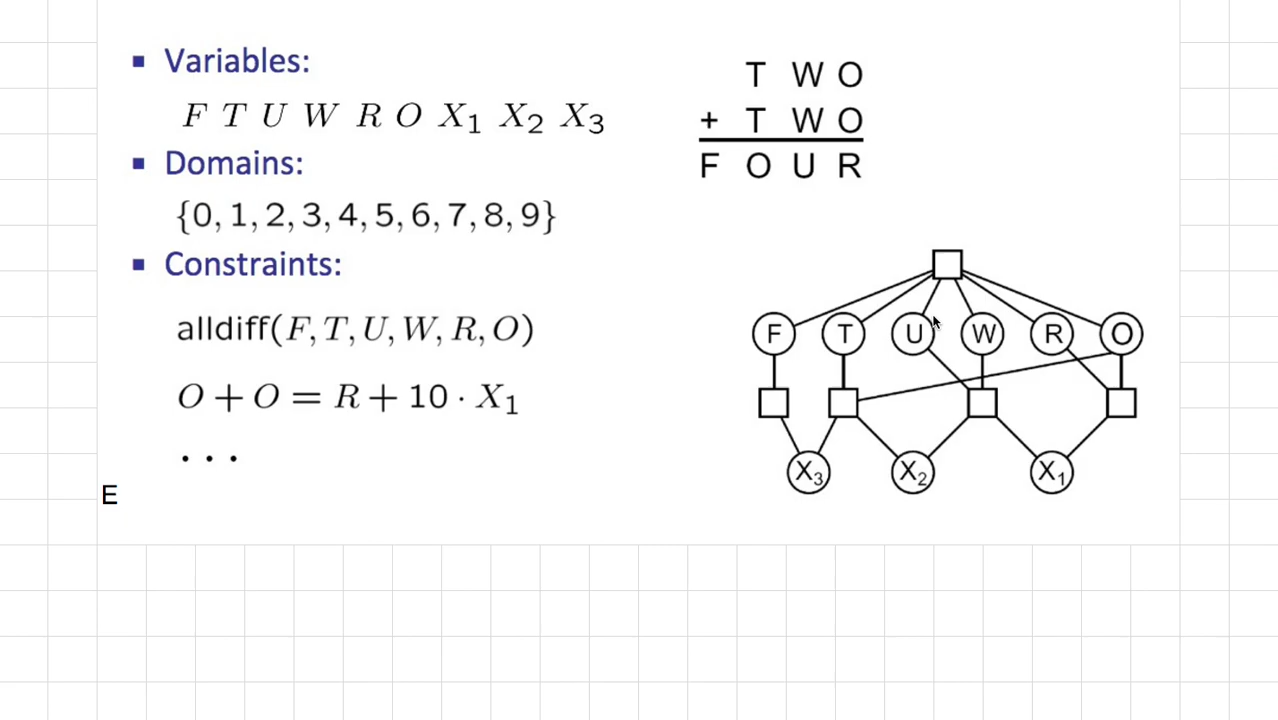 ▪ Variables:
F T U W R O X₁ X₂ X₃
▪ Domains:
{0, 1, 2, 3, 4, 5, 6, 7, 8, 9}
▪ Constraints:
alldiff(F, T, U, W, R, O)
O + O = R + 10 · X₁
· · ·
E
T W O
+ T W O
F O U R
F T U W R O
X₃ X₂ X₁